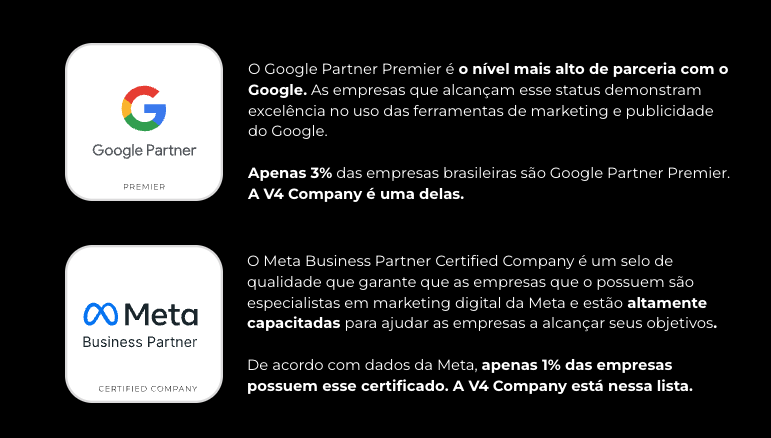 Google Partner
PREMIER
O Google Partner Premier é o nível mais alto de parceria com o
Google. As empresas que alcançam esse status demonstram
excelência no uso das ferramentas de marketing e publicidade
do Google.
Apenas 3% das empresas brasileiras são Google Partner Premier.
A V4 Company é uma delas.
Meta
Business Partner
CERTIFIED COMPANY
O Meta Business Partner Certified Company é um selo de
qualidade que garante que as empresas que o possuem são
especialistas em marketing digital da Meta e estão altamente
capacitadas para ajudar as empresas a alcançar seus objetivos.
De acordo com dados da Meta, apenas 1% das empresas
possuem esse certificado. A V4 Company está nessa lista.